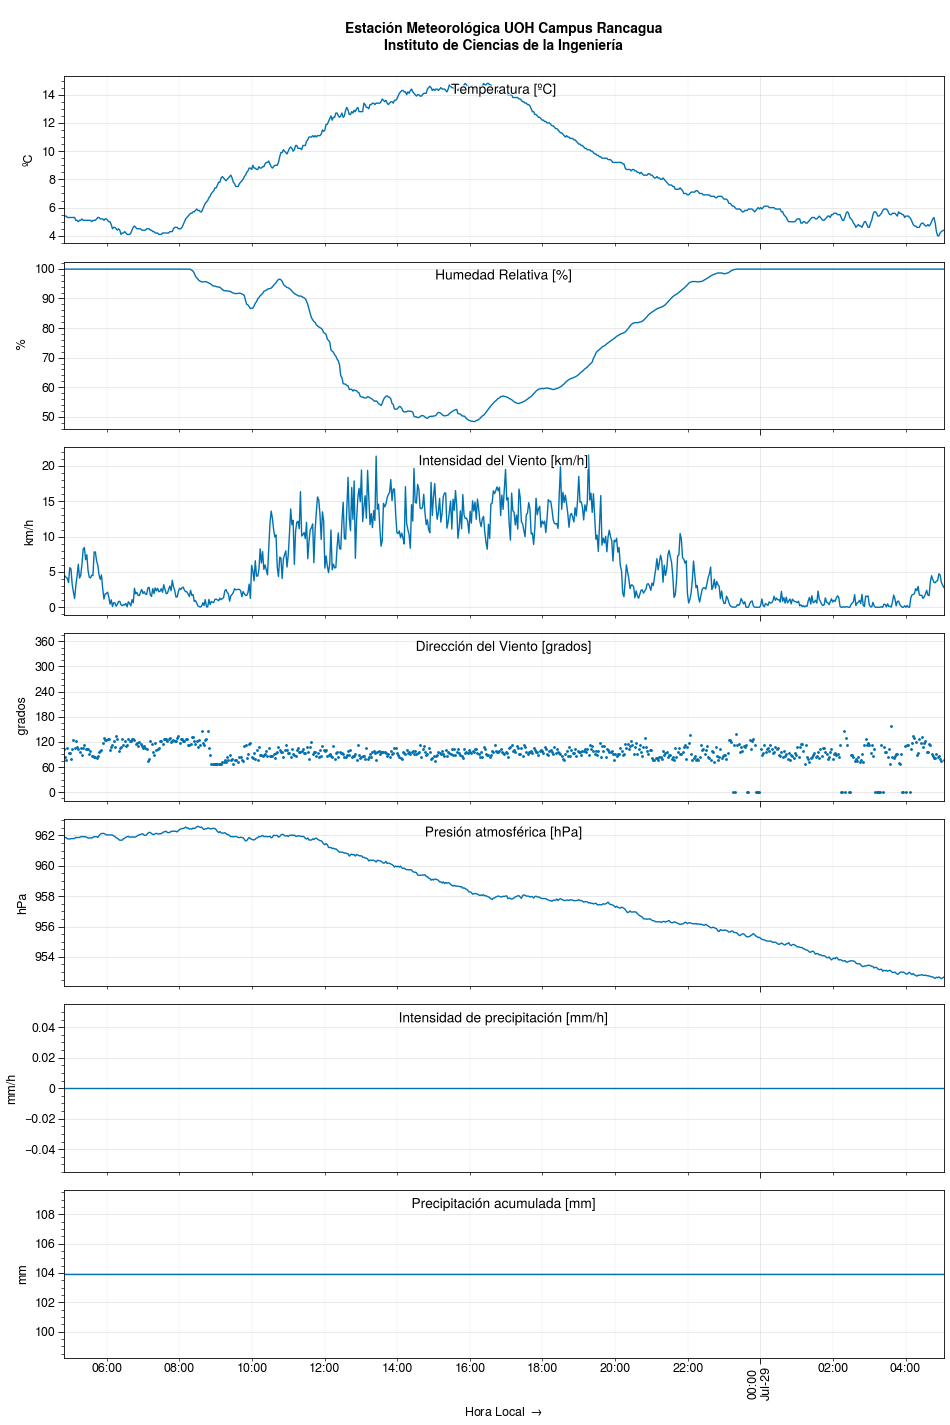 Estación Meteorológica UOH Campus Rancagua
Instituto de Ciencias de la Ingeniería
Temperatura [ºC]
ºC
14
12
10
8
6
4
Humedad Relativa [%]
%
100
90
80
70
60
50
Intensidad del Viento [km/h]
km/h
20
15
10
5
0
Dirección del Viento [grados]
grados
360
300
240
180
120
60
0
Presión atmosférica [hPa]
hPa
962
960
958
956
954
Intensidad de precipitación [mm/h]
mm/h
0.04
0.02
0
−0.02
−0.04
Precipitación acumulada [mm]
mm
108
106
104
102
100
06:00 08:00 10:00 12:00 14:00 16:00 18:00 20:00 22:00 00:00 02:00 04:00
Jul-29
Hora Local →